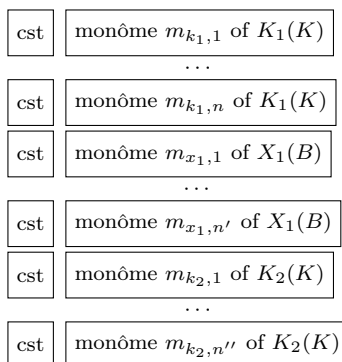 cst monôme $m_{k_1,1}$ of $K_1(K)$
...
cst monôme $m_{k_1,n}$ of $K_1(K)$
cst monôme $m_{x_1,1}$ of $X_1(B)$
...
cst monôme $m_{x_1,n'}$ of $X_1(B)$
cst monôme $m_{k_2,1}$ of $K_2(K)$
...
cst monôme $m_{k_2,n''}$ of $K_2(K)$